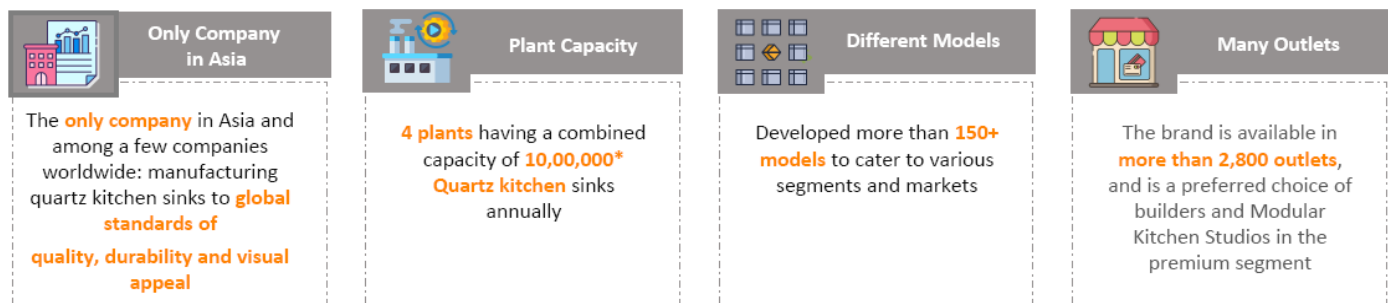 Only Company
in Asia
The only company in Asia and
among a few companies
worldwide: manufacturing
quartz kitchen sinks to global
standards of
quality, durability and visual
appeal
Plant Capacity
4 plants having a combined
capacity of 10,00,000*
Quartz kitchen sinks
annually
Different Models
Developed more than 150+
models to cater to various
segments and markets
Many Outlets
The brand is available in
more than 2,800 outlets,
and is a preferred choice of
builders and Modular
Kitchen Studios in the
premium segment